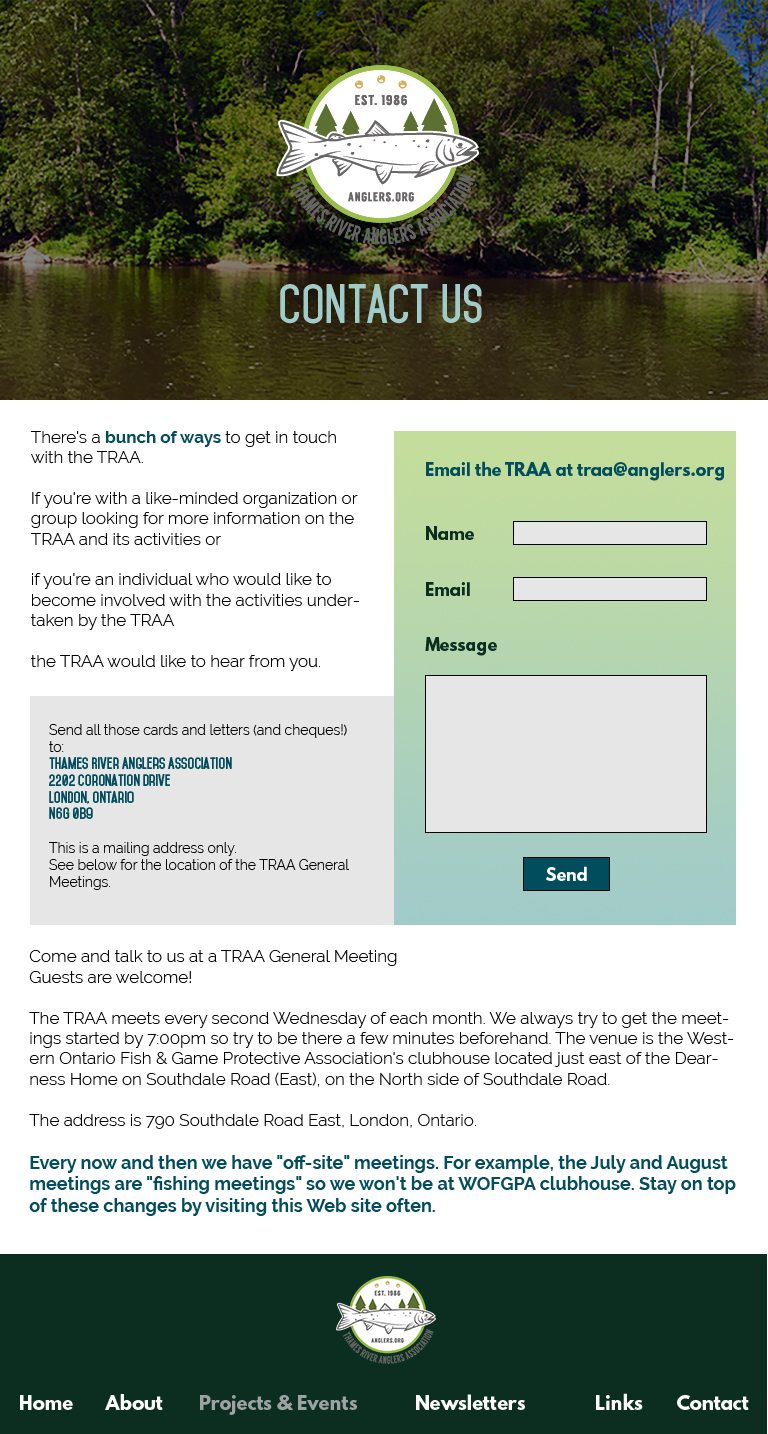 EST. 1986
ANGLERS.ORG
THAMES RIVER ANGLERS ASSOCIATION
CONTACT US
There's a bunch of ways to get in touch
with the TRAA.
If you're with a like-minded organization or
group looking for more information on the
TRAA and its activities or
if you're an individual who would like to
become involved with the activities under-
taken by the TRAA
the TRAA would like to hear from you.
Send all those cards and letters (and cheques!)
to:
THAMES RIVER ANGLERS ASSOCIATION
2202 CORONATION DRIVE
LONDON, ONTARIO
N6G 0B9
This is a mailing address only.
See below for the location of the TRAA General
Meetings.
Email the TRAA at traa@anglers.org
Name
Email
Message
Send
Come and talk to us at a TRAA General Meeting
Guests are welcome!
The TRAA meets every second Wednesday of each month. We always try to get the meet-
ings started by 7:00pm so try to be there a few minutes beforehand. The venue is the West-
ern Ontario Fish & Game Protective Association's clubhouse located just east of the Dear-
ness Home on Southdale Road (East), on the North side of Southdale Road.
The address is 790 Southdale Road East, London, Ontario.
Every now and then we have "off-site" meetings. For example, the July and August
meetings are "fishing meetings" so we won't be at WOFGPA clubhouse. Stay on top
of these changes by visiting this Web site often.
EST. 1986
ANGLERS.ORG
THAMES RIVER ANGLERS ASSOCIATION
Home About Projects & Events Newsletters Links Contact